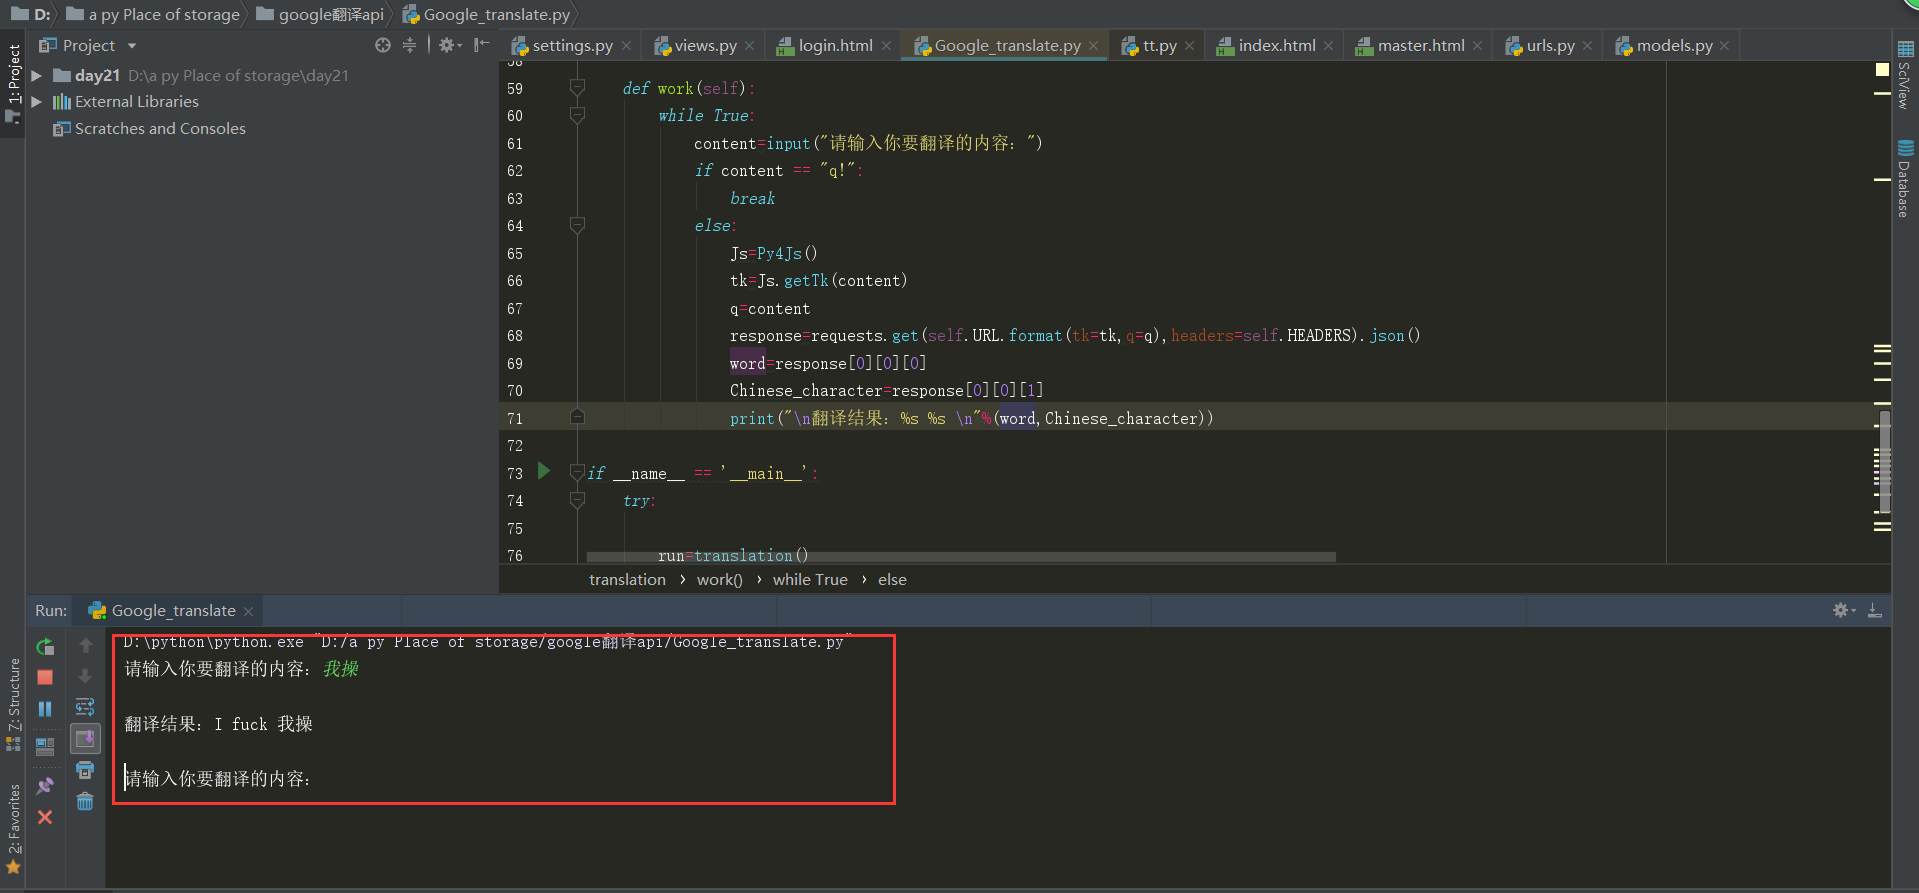 D: a py Place of storage google翻译api Google_translate.py
Project
settings.py views.py login.html Google_translate.py tt.py index.html master.html urls.py models.py
1: Project
day21 D:\a py Place of storage\day21
External Libraries
Scratches and Consoles
58
59 def work(self):
60 while True:
61 content=input("请输入你要翻译的内容：")
62 if content == "q!":
63 break
64 else:
65 Js=Py4Js()
66 tk=Js.getTk(content)
67 q=content
68 response=requests.get(self.URL.format(tk=tk,q=q),headers=self.HEADERS).json()
69 word=response[0][0][0]
70 Chinese_character=response[0][0][1]
71 print("\n翻译结果：%s %s \n"%(word,Chinese_character))
72
73 if __name__ == '__main__':
74 try:
75
76 run=translation()
translation › work() › while True › else
SciView
Database
Run: Google_translate
D:\python\python.exe "D:/a py Place of storage/google翻译api/Google_translate.py"
请输入你要翻译的内容：我操
翻译结果：I fuck 我操
请输入你要翻译的内容：
Z: Structure
2: Favorites